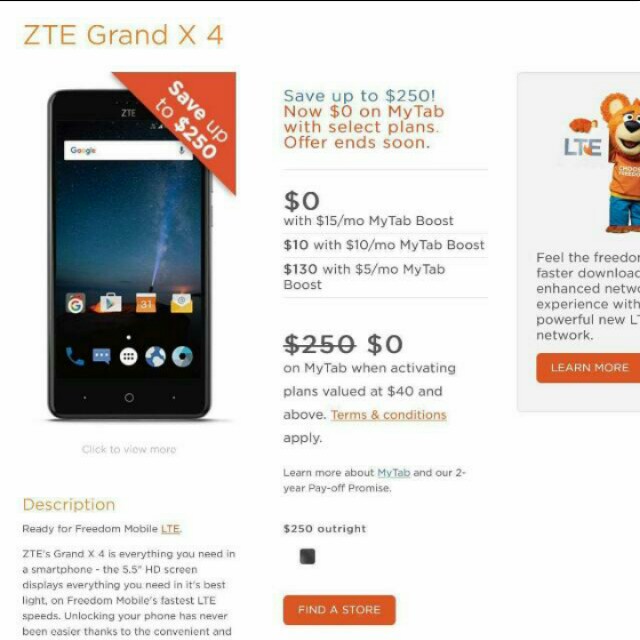 ZTE Grand X 4
Save up
to $250
ZTE
Google
31
Click to view more
Description
Ready for Freedom Mobile LTE.
ZTE's Grand X 4 is everything you need in
a smartphone - the 5.5" HD screen
displays everything you need in it's best
light, on Freedom Mobile's fastest LTE
speeds. Unlocking your phone has never
been easier thanks to the convenient and
Save up to $250!
Now $0 on MyTab
with select plans.
Offer ends soon.
$0
with $15/mo MyTab Boost
$10 with $10/mo MyTab Boost
$130 with $5/mo MyTab
Boost
$250 $0
on MyTab when activating
plans valued at $40 and
above. Terms & conditions
apply.
Learn more about MyTab and our 2-
year Pay-off Promise.
$250 outright
FIND A STORE
LTE
CHOOSE
FREEDOM
Feel the freedo
faster download
enhanced netwo
experience with
powerful new LT
network.
LEARN MORE